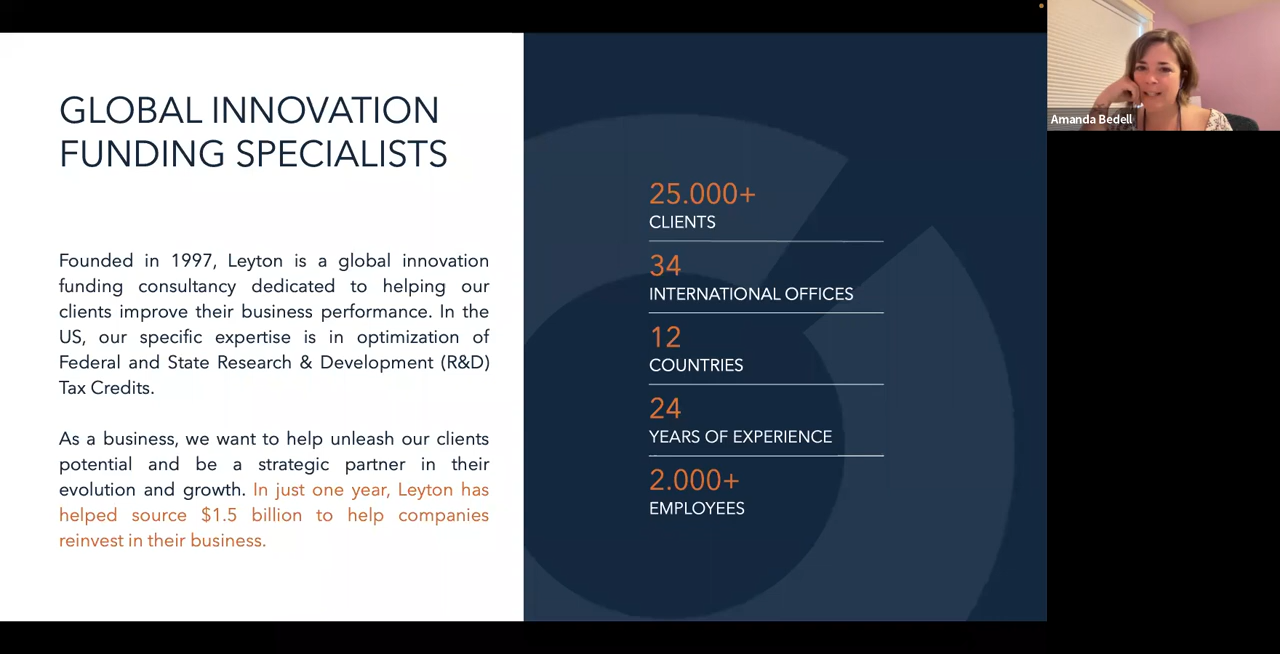 GLOBAL INNOVATION
FUNDING SPECIALISTS
Founded in 1997, Leyton is a global innovation
funding consultancy dedicated to helping our
clients improve their business performance. In the
US, our specific expertise is in optimization of
Federal and State Research & Development (R&D)
Tax Credits.
As a business, we want to help unleash our clients
potential and be a strategic partner in their
evolution and growth. In just one year, Leyton has
helped source $1.5 billion to help companies
reinvest in their business.
25.000+
CLIENTS
34
INTERNATIONAL OFFICES
12
COUNTRIES
24
YEARS OF EXPERIENCE
2.000+
EMPLOYEES
Amanda Bedell